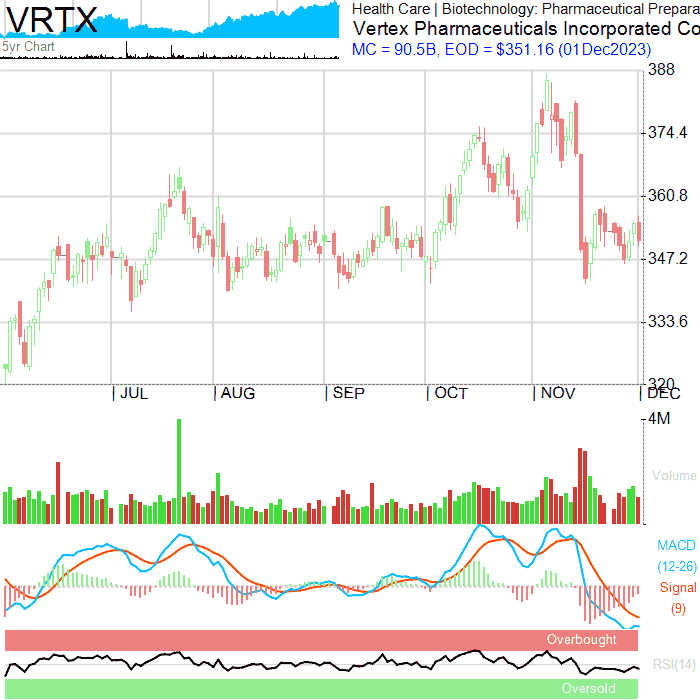 VRTX
5yr Chart
Health Care | Biotechnology: Pharmaceutical Prepara
Vertex Pharmaceuticals Incorporated Co
MC = 90.5B, EOD = $351.16 (01Dec2023)
388
374.4
360.8
347.2
333.6
320
JUL
AUG
SEP
OCT
NOV
DEC
4M
Volume
MACD
(12-26)
Signal
(9)
Overbought
RSI(14)
Oversold